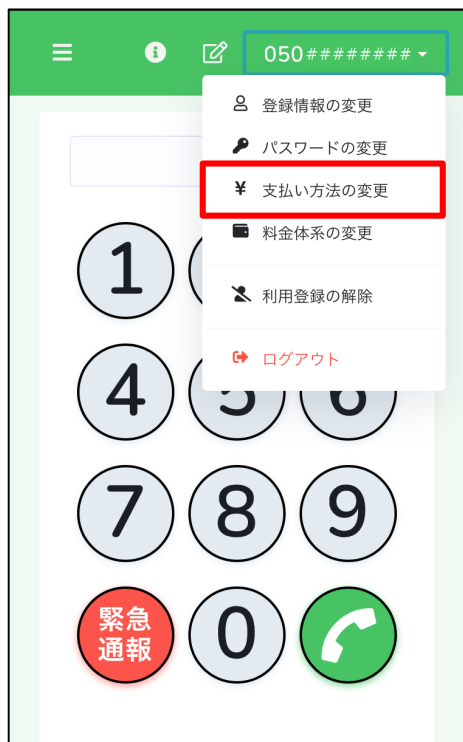 050########
登録情報の変更
パスワードの変更
¥ 支払い方法の変更
料金体系の変更
利用登録の解除
ログアウト
1
4 5 6
7 8 9
緊急
通報
0